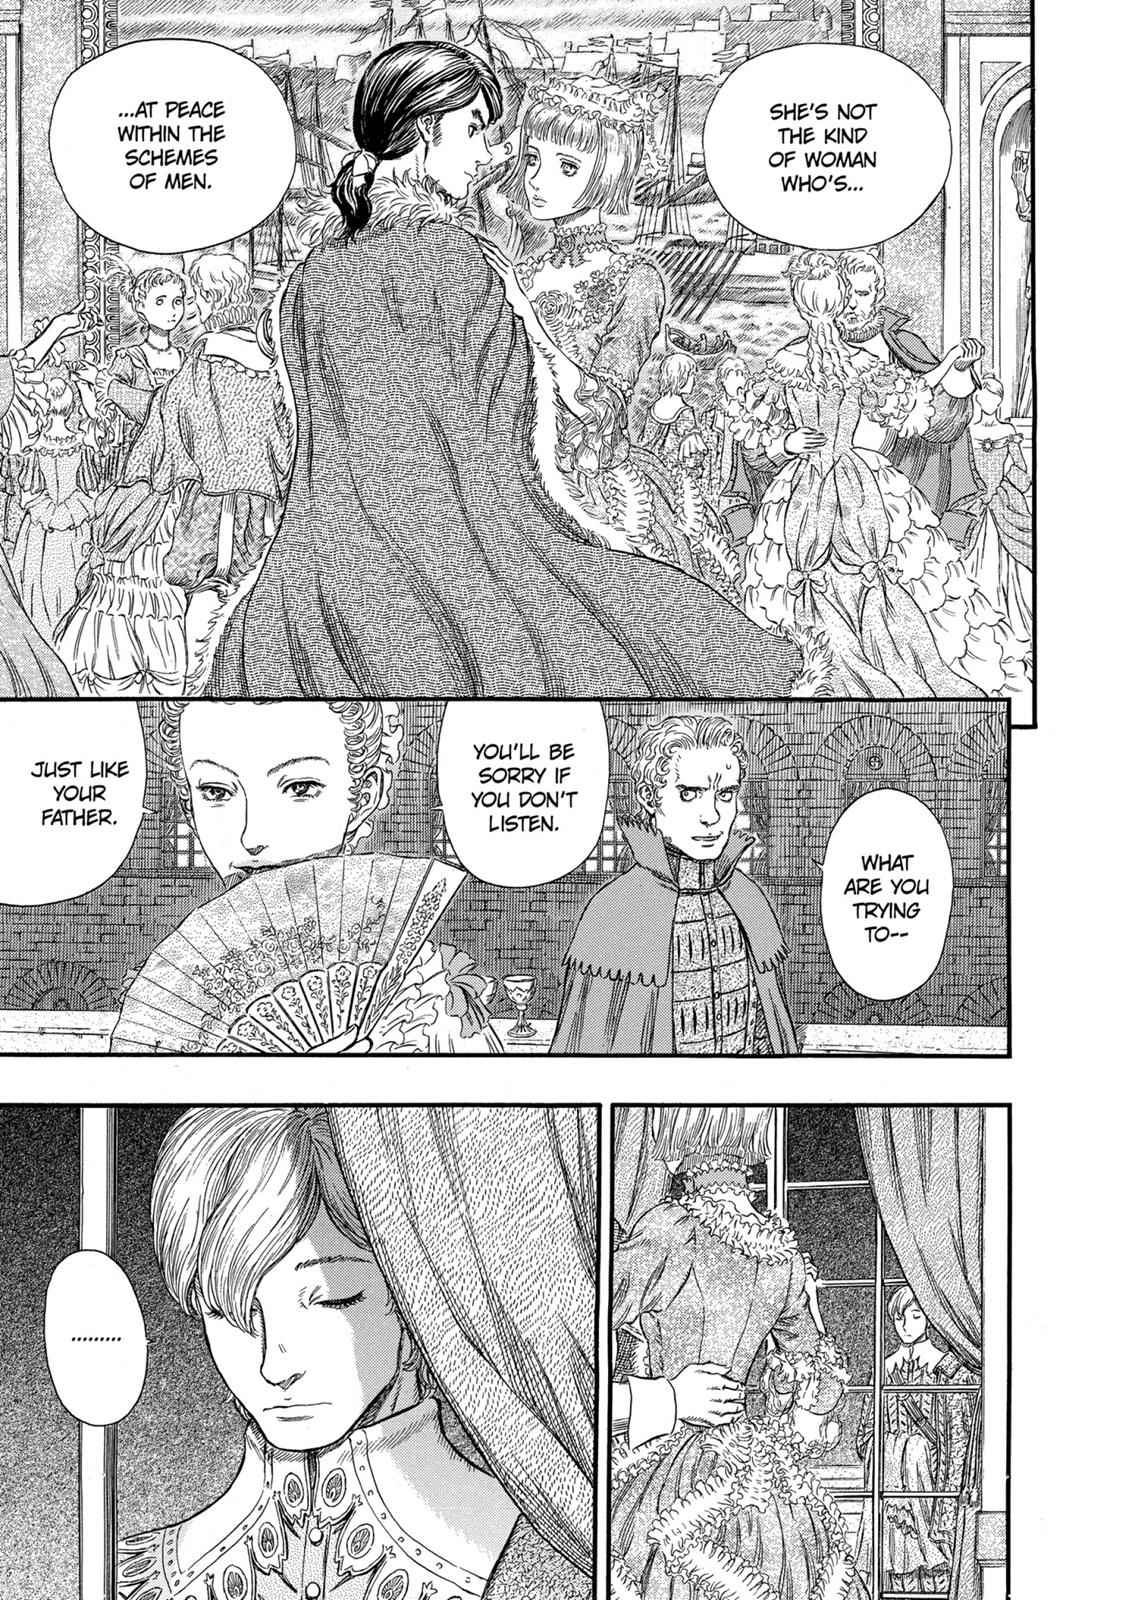 SHE'S NOT
THE KIND
OF WOMAN
WHO'S...
...AT PEACE
WITHIN THE
SCHEMES
OF MEN.
WHAT
ARE YOU
TRYING
TO--
YOU'LL BE
SORRY IF
YOU DON'T
LISTEN.
JUST LIKE
YOUR
FATHER.
..........